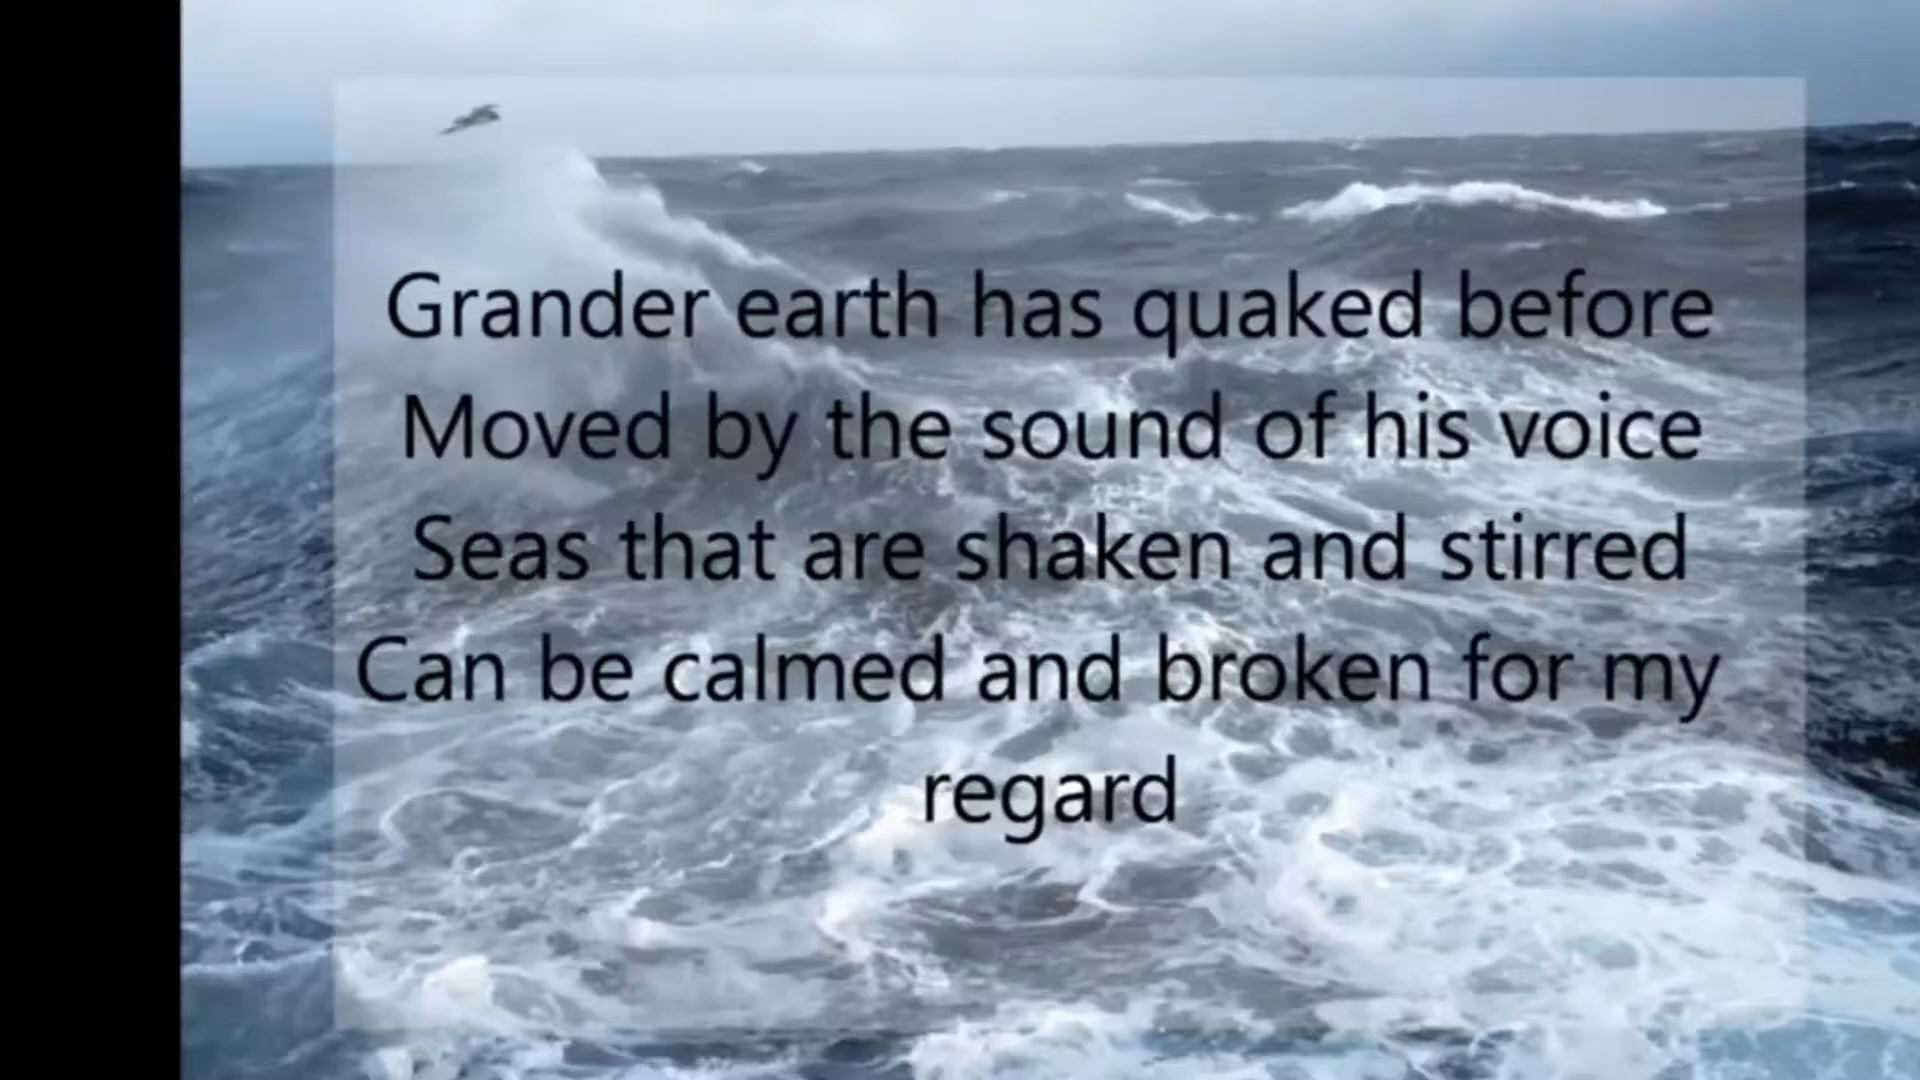 Grander earth has quaked before
Moved by the sound of his voice
Seas that are shaken and stirred
Can be calmed and broken for my
regard